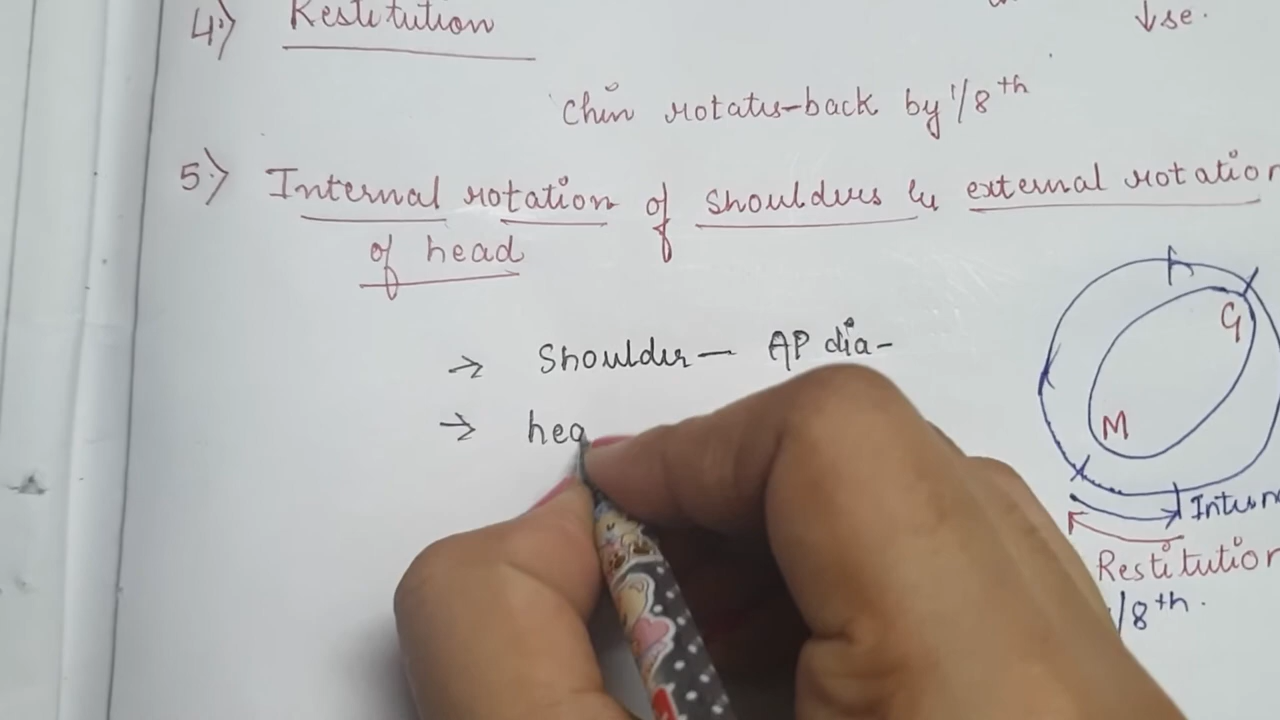 4.) Restitution
↓se.
Chin rotates-back by 1/8th
5.) Internal rotation of shoulders & external rotation
of head
→ Shoulder — AP dia-
→ hea
G
M
Intern
Restitution
1/8th.